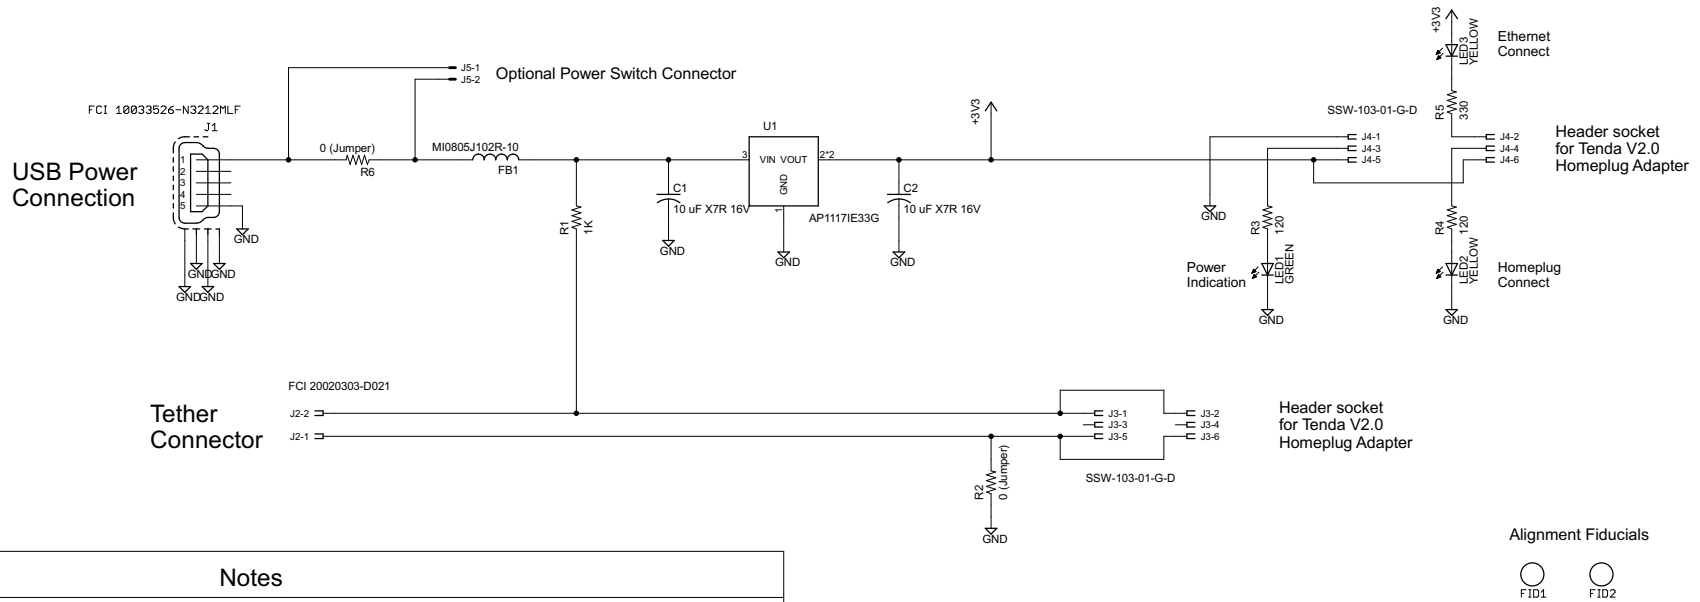 +3V3
LED3
YELLOW
Ethernet
Connect
J5-1
J5-2
Optional Power Switch Connector
FCI 10033526-N3212MLF
J1
USB Power
Connection
1
2
3
4
5
GND
GND
GND
GND
GND
0 (Jumper)
R6
MI0805J102R-10
FB1
R1
1K
C1
10 uF X7R 16V
GND
U1
3
VIN VOUT
2*2
GND
1
AP1117IE33G
GND
C2
10 uF X7R 16V
GND
+3V3
SSW-103-01-G-D
R5
330
J4-1
J4-3
J4-5
J4-2
J4-4
J4-6
Header socket
for Tenda V2.0
Homeplug Adapter
GND
R3
120
R4
120
Power
Indication
LED1
GREEN
GND
LED2
YELLOW
Homeplug
Connect
GND
FCI 20020303-D021
Tether
Connector
J2-2
J2-1
J3-1
J3-3
J3-5
J3-2
J3-4
J3-6
SSW-103-01-G-D
Header socket
for Tenda V2.0
Homeplug Adapter
R2
0 (Jumper)
GND
Alignment Fiducials
FID1
FID2
Notes